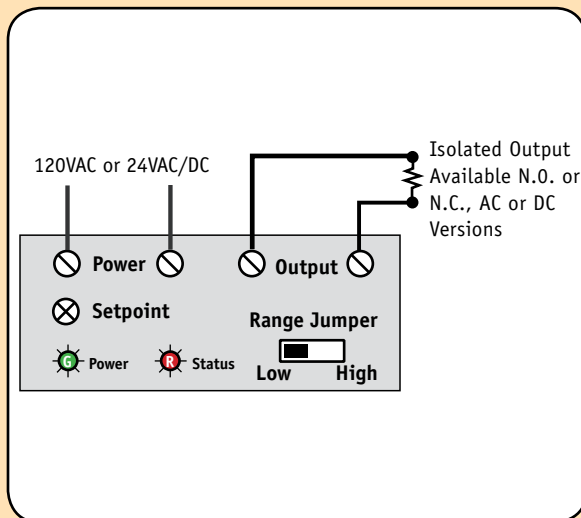 120VAC or 24VAC/DC
Isolated Output
Available N.O. or
N.C., AC or DC
Versions
Power
Output
Setpoint
Range Jumper
G
Power
R
Status
Low
High